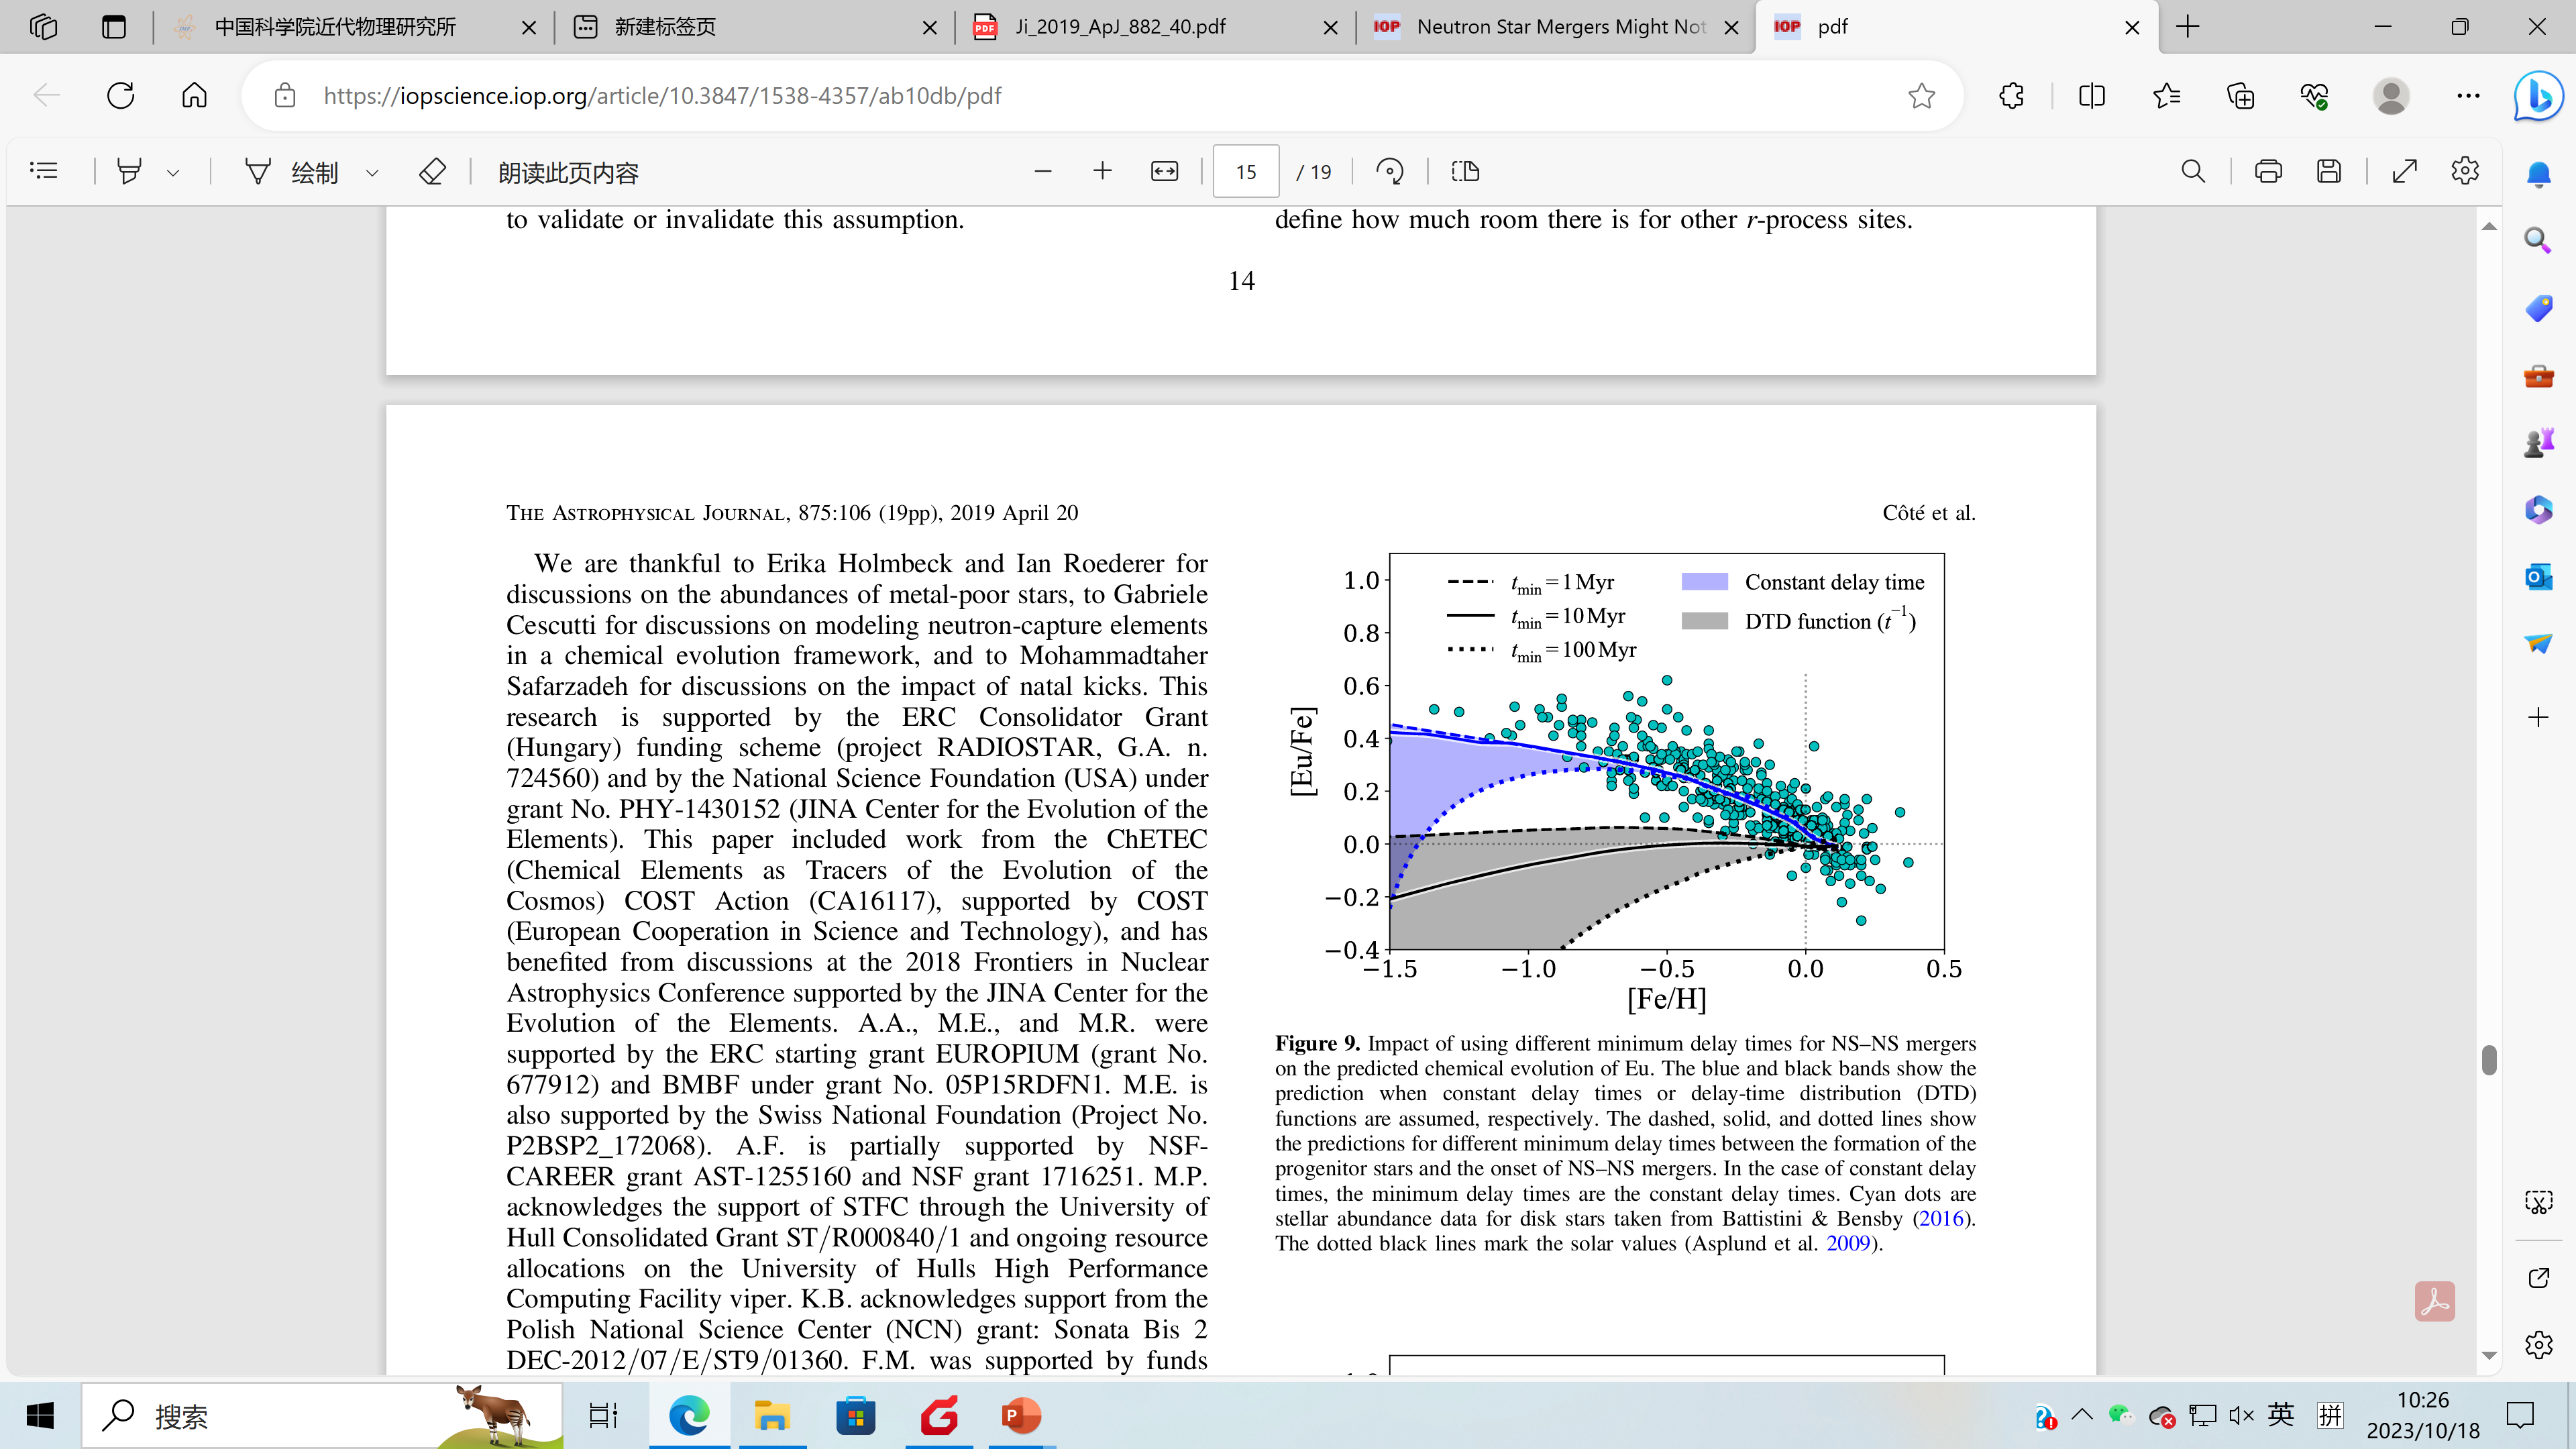 中国科学院近代物理研究所
新建标签页
Ji_2019_ApJ_882_40.pdf
IOP
Neutron Star Mergers Might Not
IOP
pdf
https://iopscience.iop.org/article/10.3847/1538-4357/ab10db/pdf
绘制
朗读此页内容
15
/ 19
to validate or invalidate this assumption.
define how much room there is for other r-process sites.
14
THE ASTROPHYSICAL JOURNAL, 875:106 (19pp), 2019 April 20
Côté et al.
We are thankful to Erika Holmbeck and Ian Roederer for
discussions on the abundances of metal-poor stars, to Gabriele
Cescutti for discussions on modeling neutron-capture elements
in a chemical evolution framework, and to Mohammadtaher
Safarzadeh for discussions on the impact of natal kicks. This
research is supported by the ERC Consolidator Grant
(Hungary) funding scheme (project RADIOSTAR, G.A. n.
724560) and by the National Science Foundation (USA) under
grant No. PHY-1430152 (JINA Center for the Evolution of the
Elements). This paper included work from the ChETEC
(Chemical Elements as Tracers of the Evolution of the
Cosmos) COST Action (CA16117), supported by COST
(European Cooperation in Science and Technology), and has
benefited from discussions at the 2018 Frontiers in Nuclear
Astrophysics Conference supported by the JINA Center for the
Evolution of the Elements. A.A., M.E., and M.R. were
supported by the ERC starting grant EUROPIUM (grant No.
677912) and BMBF under grant No. 05P15RDFN1. M.E. is
also supported by the Swiss National Foundation (Project No.
P2BSP2_172068). A.F. is partially supported by NSF-
CAREER grant AST-1255160 and NSF grant 1716251. M.P.
acknowledges the support of STFC through the University of
Hull Consolidated Grant ST/R000840/1 and ongoing resource
allocations on the University of Hulls High Performance
Computing Facility viper. K.B. acknowledges support from the
Polish National Science Center (NCN) grant: Sonata Bis 2
DEC-2012/07/E/ST9/01360. F.M. was supported by funds
tmin = 1 Myr
tmin = 10 Myr
tmin = 100 Myr
Constant delay time
DTD function (t⁻¹)
1.0
0.8
0.6
0.4
0.2
0.0
−0.2
−0.4
[Eu/Fe]
−1.5
−1.0
−0.5
0.0
0.5
[Fe/H]
Figure 9. Impact of using different minimum delay times for NS–NS mergers
on the predicted chemical evolution of Eu. The blue and black bands show the
prediction when constant delay times or delay-time distribution (DTD)
functions are assumed, respectively. The dashed, solid, and dotted lines show
the predictions for different minimum delay times between the formation of the
progenitor stars and the onset of NS–NS mergers. In the case of constant delay
times, the minimum delay times are the constant delay times. Cyan dots are
stellar abundance data for disk stars taken from Battistini & Bensby (2016).
The dotted black lines mark the solar values (Asplund et al. 2009).
搜索
英
拼
10:26
2023/10/18